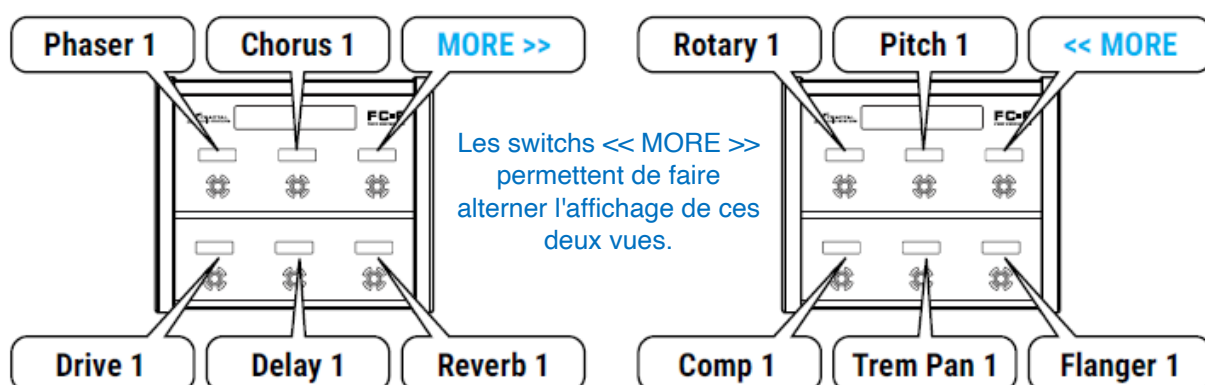 Phaser 1 Chorus 1 MORE >> Rotary 1 Pitch 1 << MORE
Les switchs << MORE >>
permettent de faire
alterner l'affichage de ces
deux vues.
Drive 1 Delay 1 Reverb 1 Comp 1 Trem Pan 1 Flanger 1